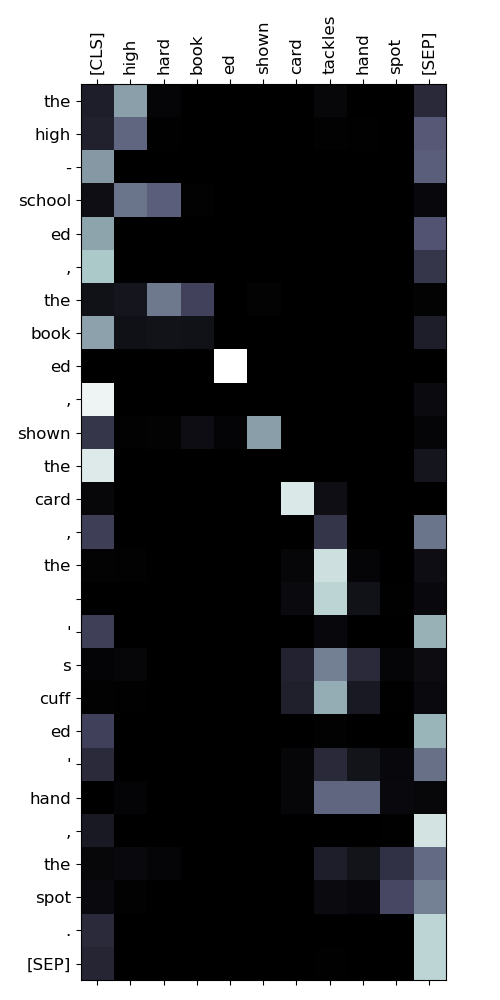 [CLS] high hard book ed shown card tackles hand spot [SEP]
the
high
-
school
ed
,
the
book
ed
,
shown
the
card
,
the
'
s
cuff
ed
'
hand
,
the
spot
.
[SEP]